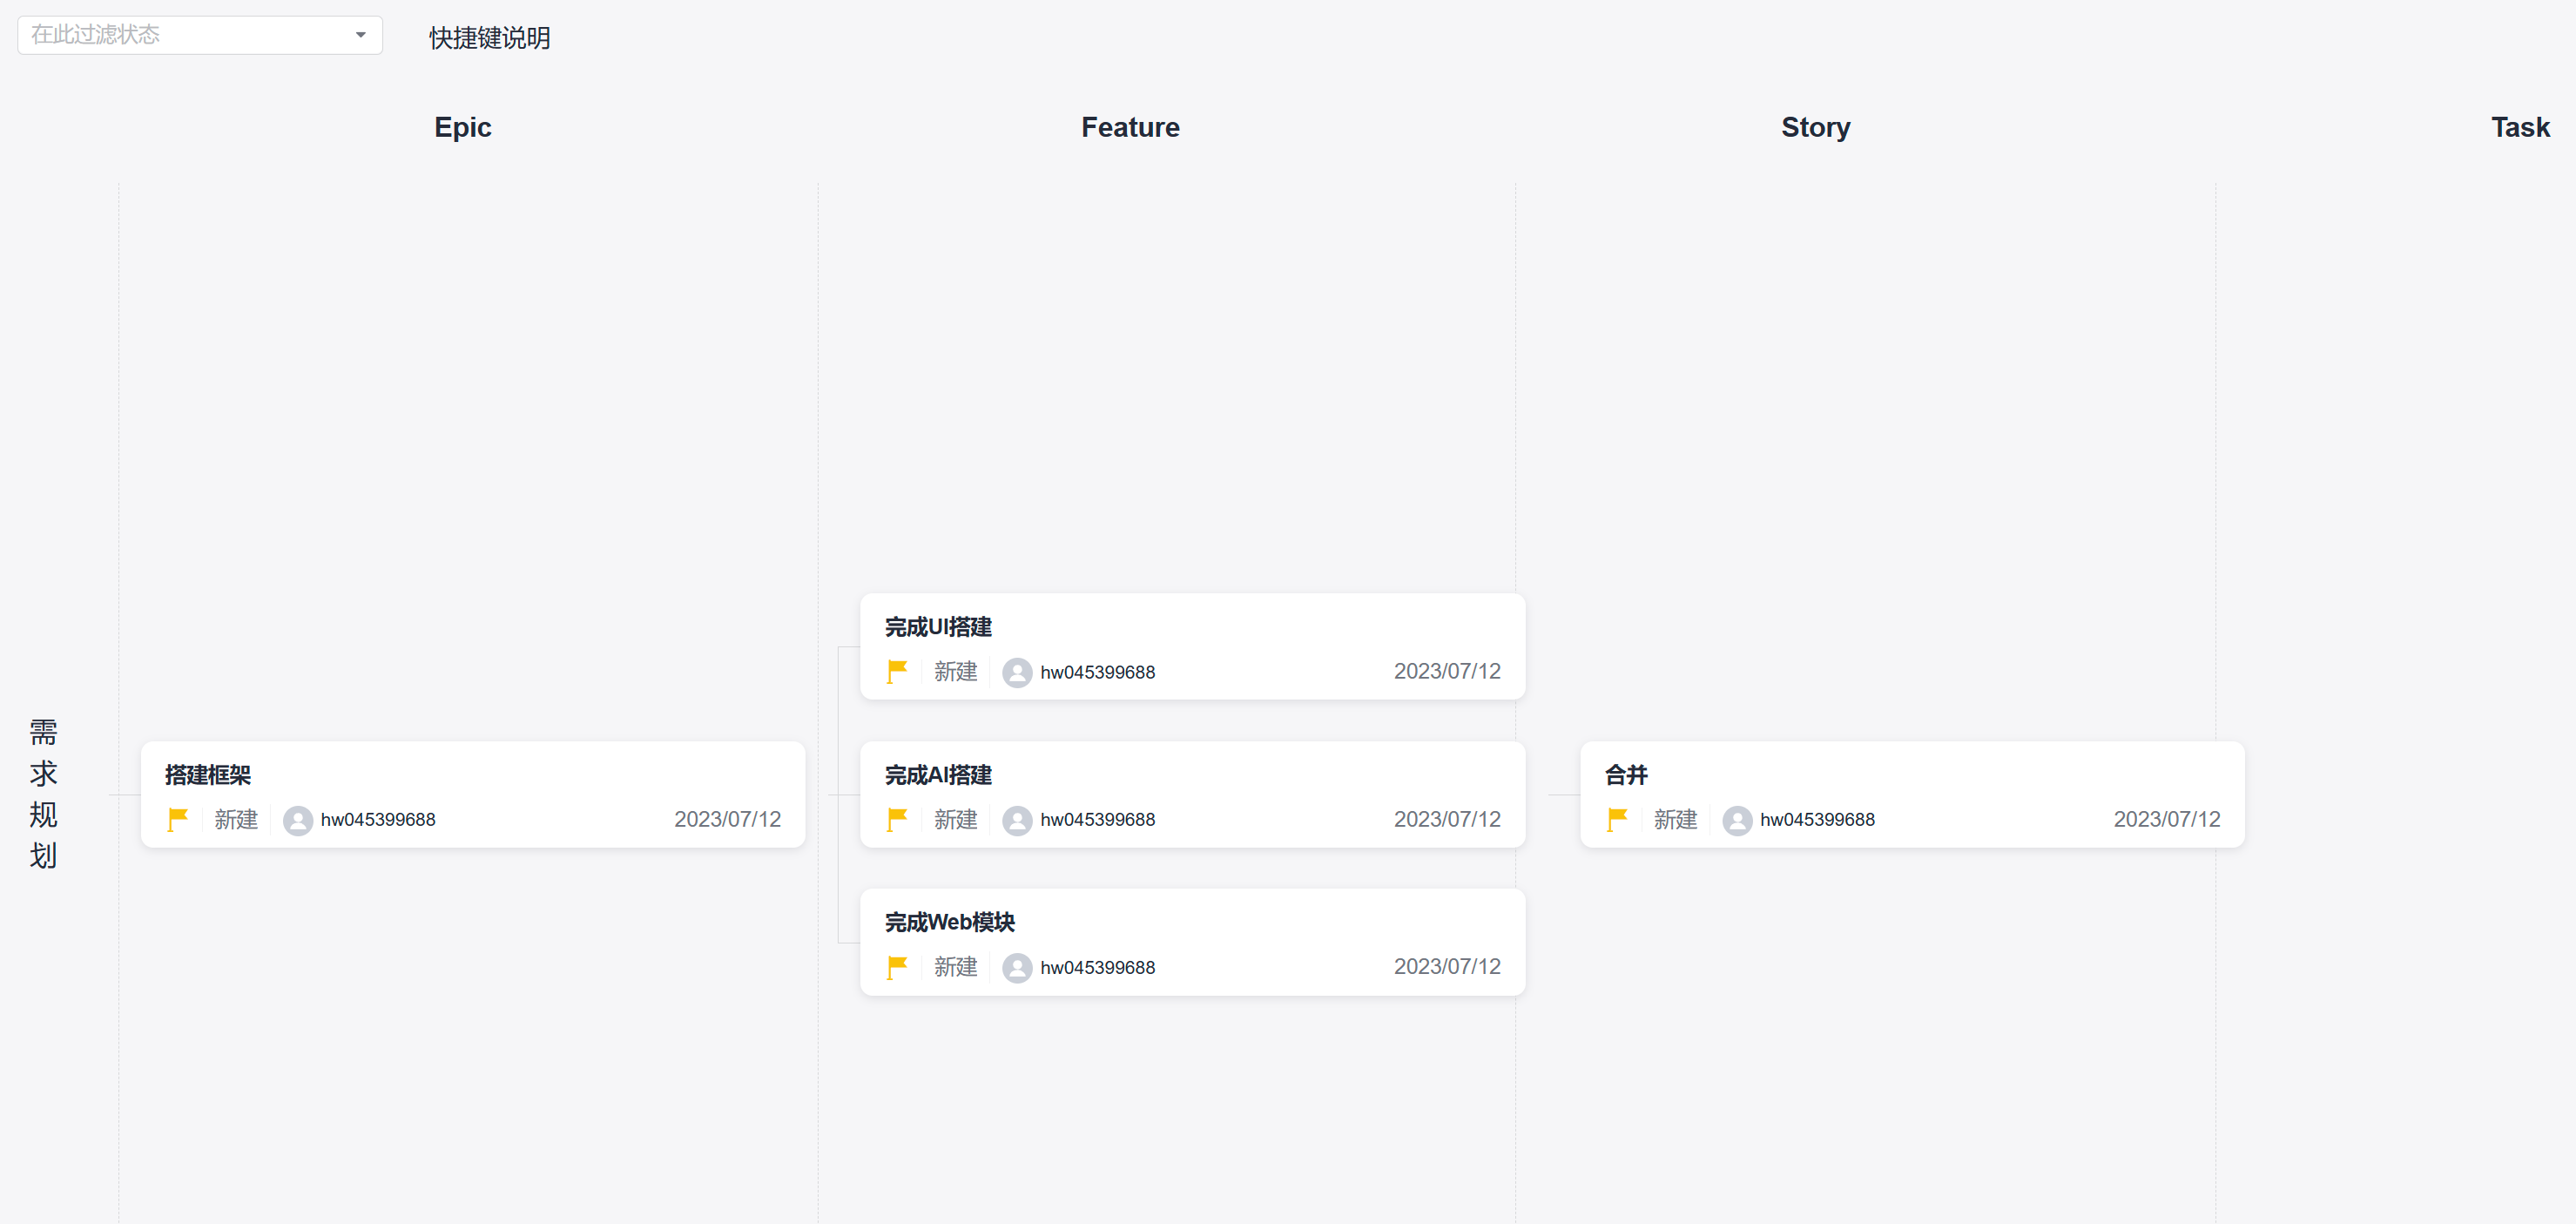 在此过滤状态
快捷键说明
Epic
Feature
Story
Task
需求规划
搭建框架
新建 hw045399688 2023/07/12
完成UI搭建
新建 hw045399688 2023/07/12
完成AI搭建
新建 hw045399688 2023/07/12
完成Web模块
新建 hw045399688 2023/07/12
合并
新建 hw045399688 2023/07/12